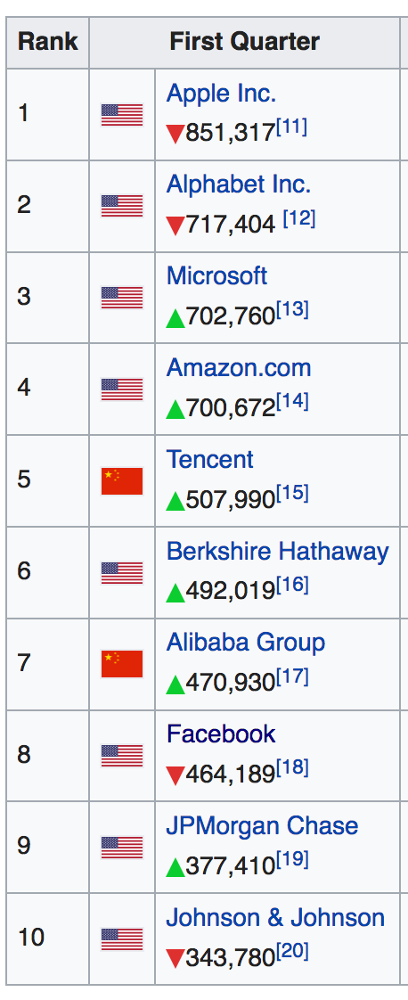 Rank First Quarter
1
Apple Inc.
▼851,317[11]
2
Alphabet Inc.
▼717,404 [12]
3
Microsoft
▲702,760[13]
4
Amazon.com
▲700,672[14]
5
Tencent
▲507,990[15]
6
Berkshire Hathaway
▲492,019[16]
7
Alibaba Group
▲470,930[17]
8
Facebook
▼464,189[18]
9
JPMorgan Chase
▲377,410[19]
10
Johnson & Johnson
▼343,780[20]